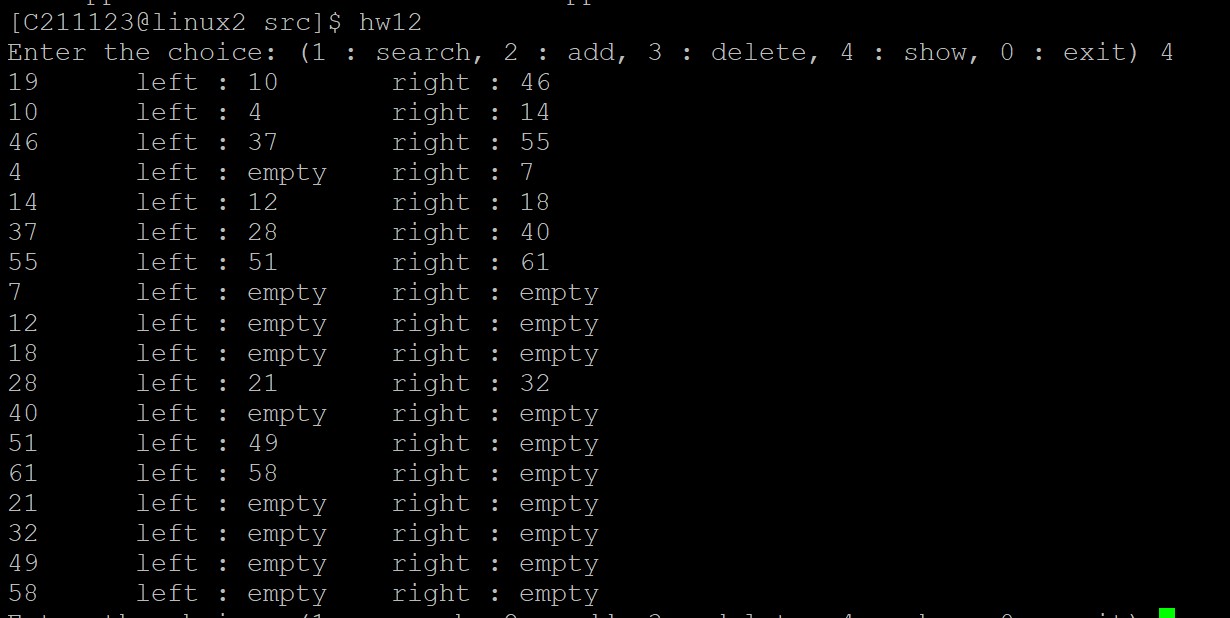 [C211123@linux2 src]$ hw12
Enter the choice: (1 : search, 2 : add, 3 : delete, 4 : show, 0 : exit) 4
19 left : 10 right : 46
10 left : 4 right : 14
46 left : 37 right : 55
4 left : empty right : 7
14 left : 12 right : 18
37 left : 28 right : 40
55 left : 51 right : 61
7 left : empty right : empty
12 left : empty right : empty
18 left : empty right : empty
28 left : 21 right : 32
40 left : empty right : empty
51 left : 49 right : empty
61 left : 58 right : empty
21 left : empty right : empty
32 left : empty right : empty
49 left : empty right : empty
58 left : empty right : empty